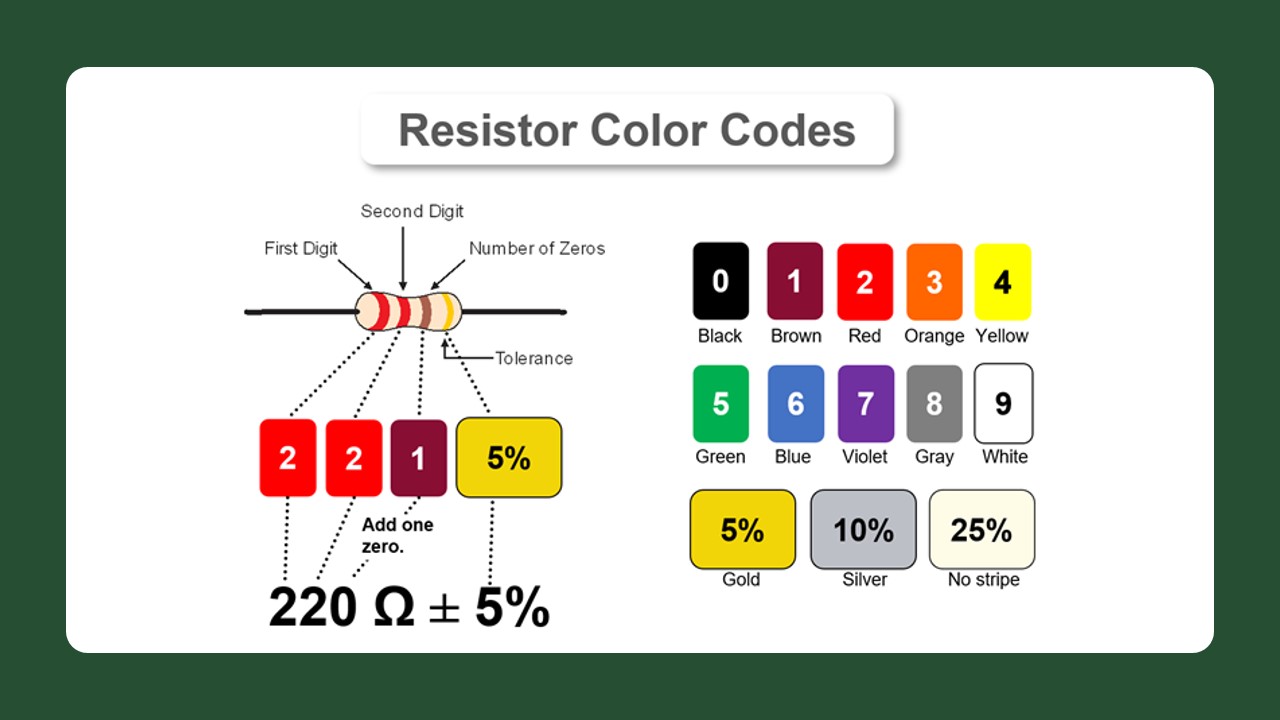 Resistor Color Codes
Second Digit
First Digit
Number of Zeros
Tolerance
2 2 1 5%
Add one
zero.
220 Ω ± 5%
0 1 2 3 4
Black Brown Red Orange Yellow
5 6 7 8 9
Green Blue Violet Gray White
5% 10% 25%
Gold Silver No stripe